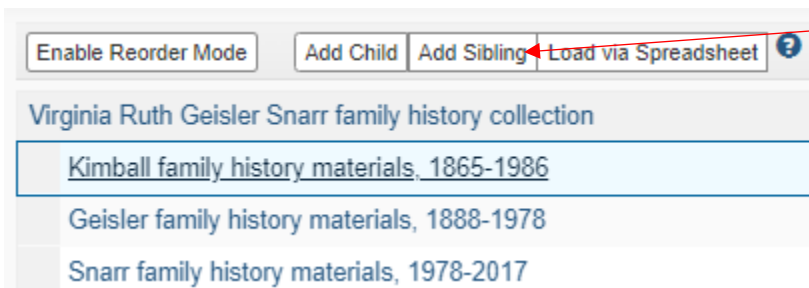 Enable Reorder Mode Add Child Add Sibling Load via Spreadsheet ?
Virginia Ruth Geisler Snarr family history collection
Kimball family history materials, 1865-1986
Geisler family history materials, 1888-1978
Snarr family history materials, 1978-2017